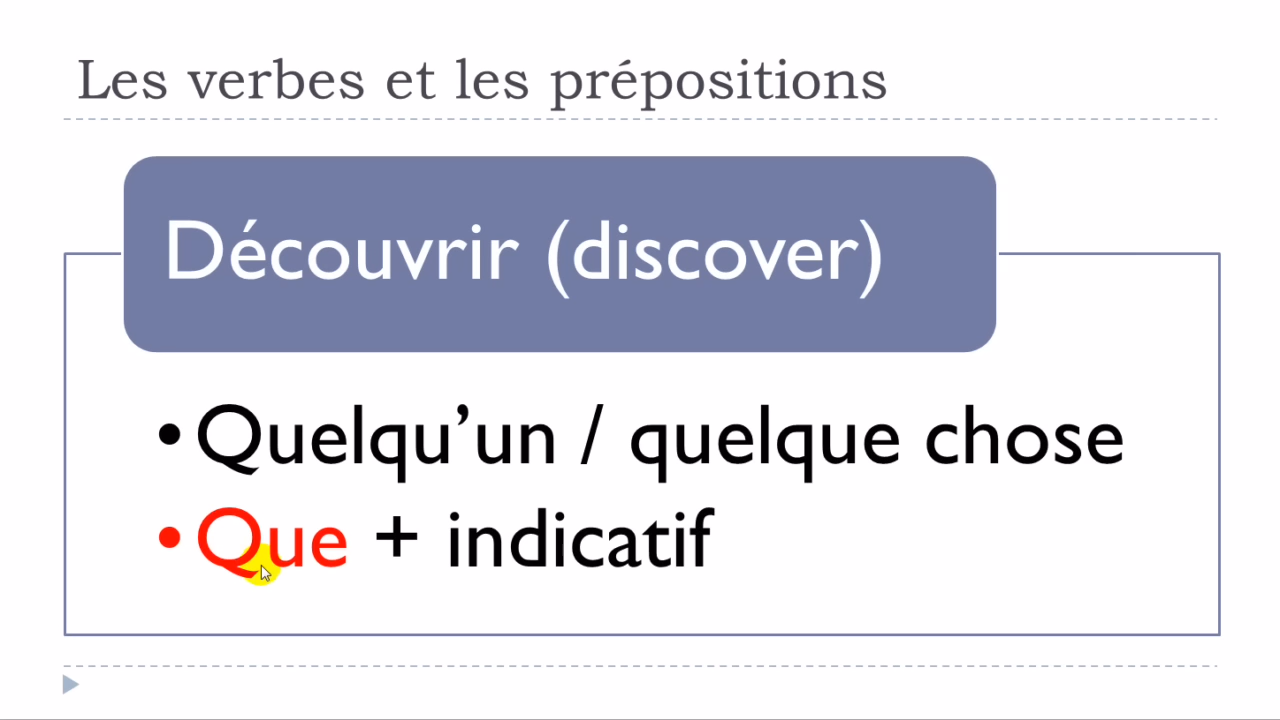 Les verbes et les prépositions
Découvrir (discover)
•Quelqu’un / quelque chose
•Que + indicatif